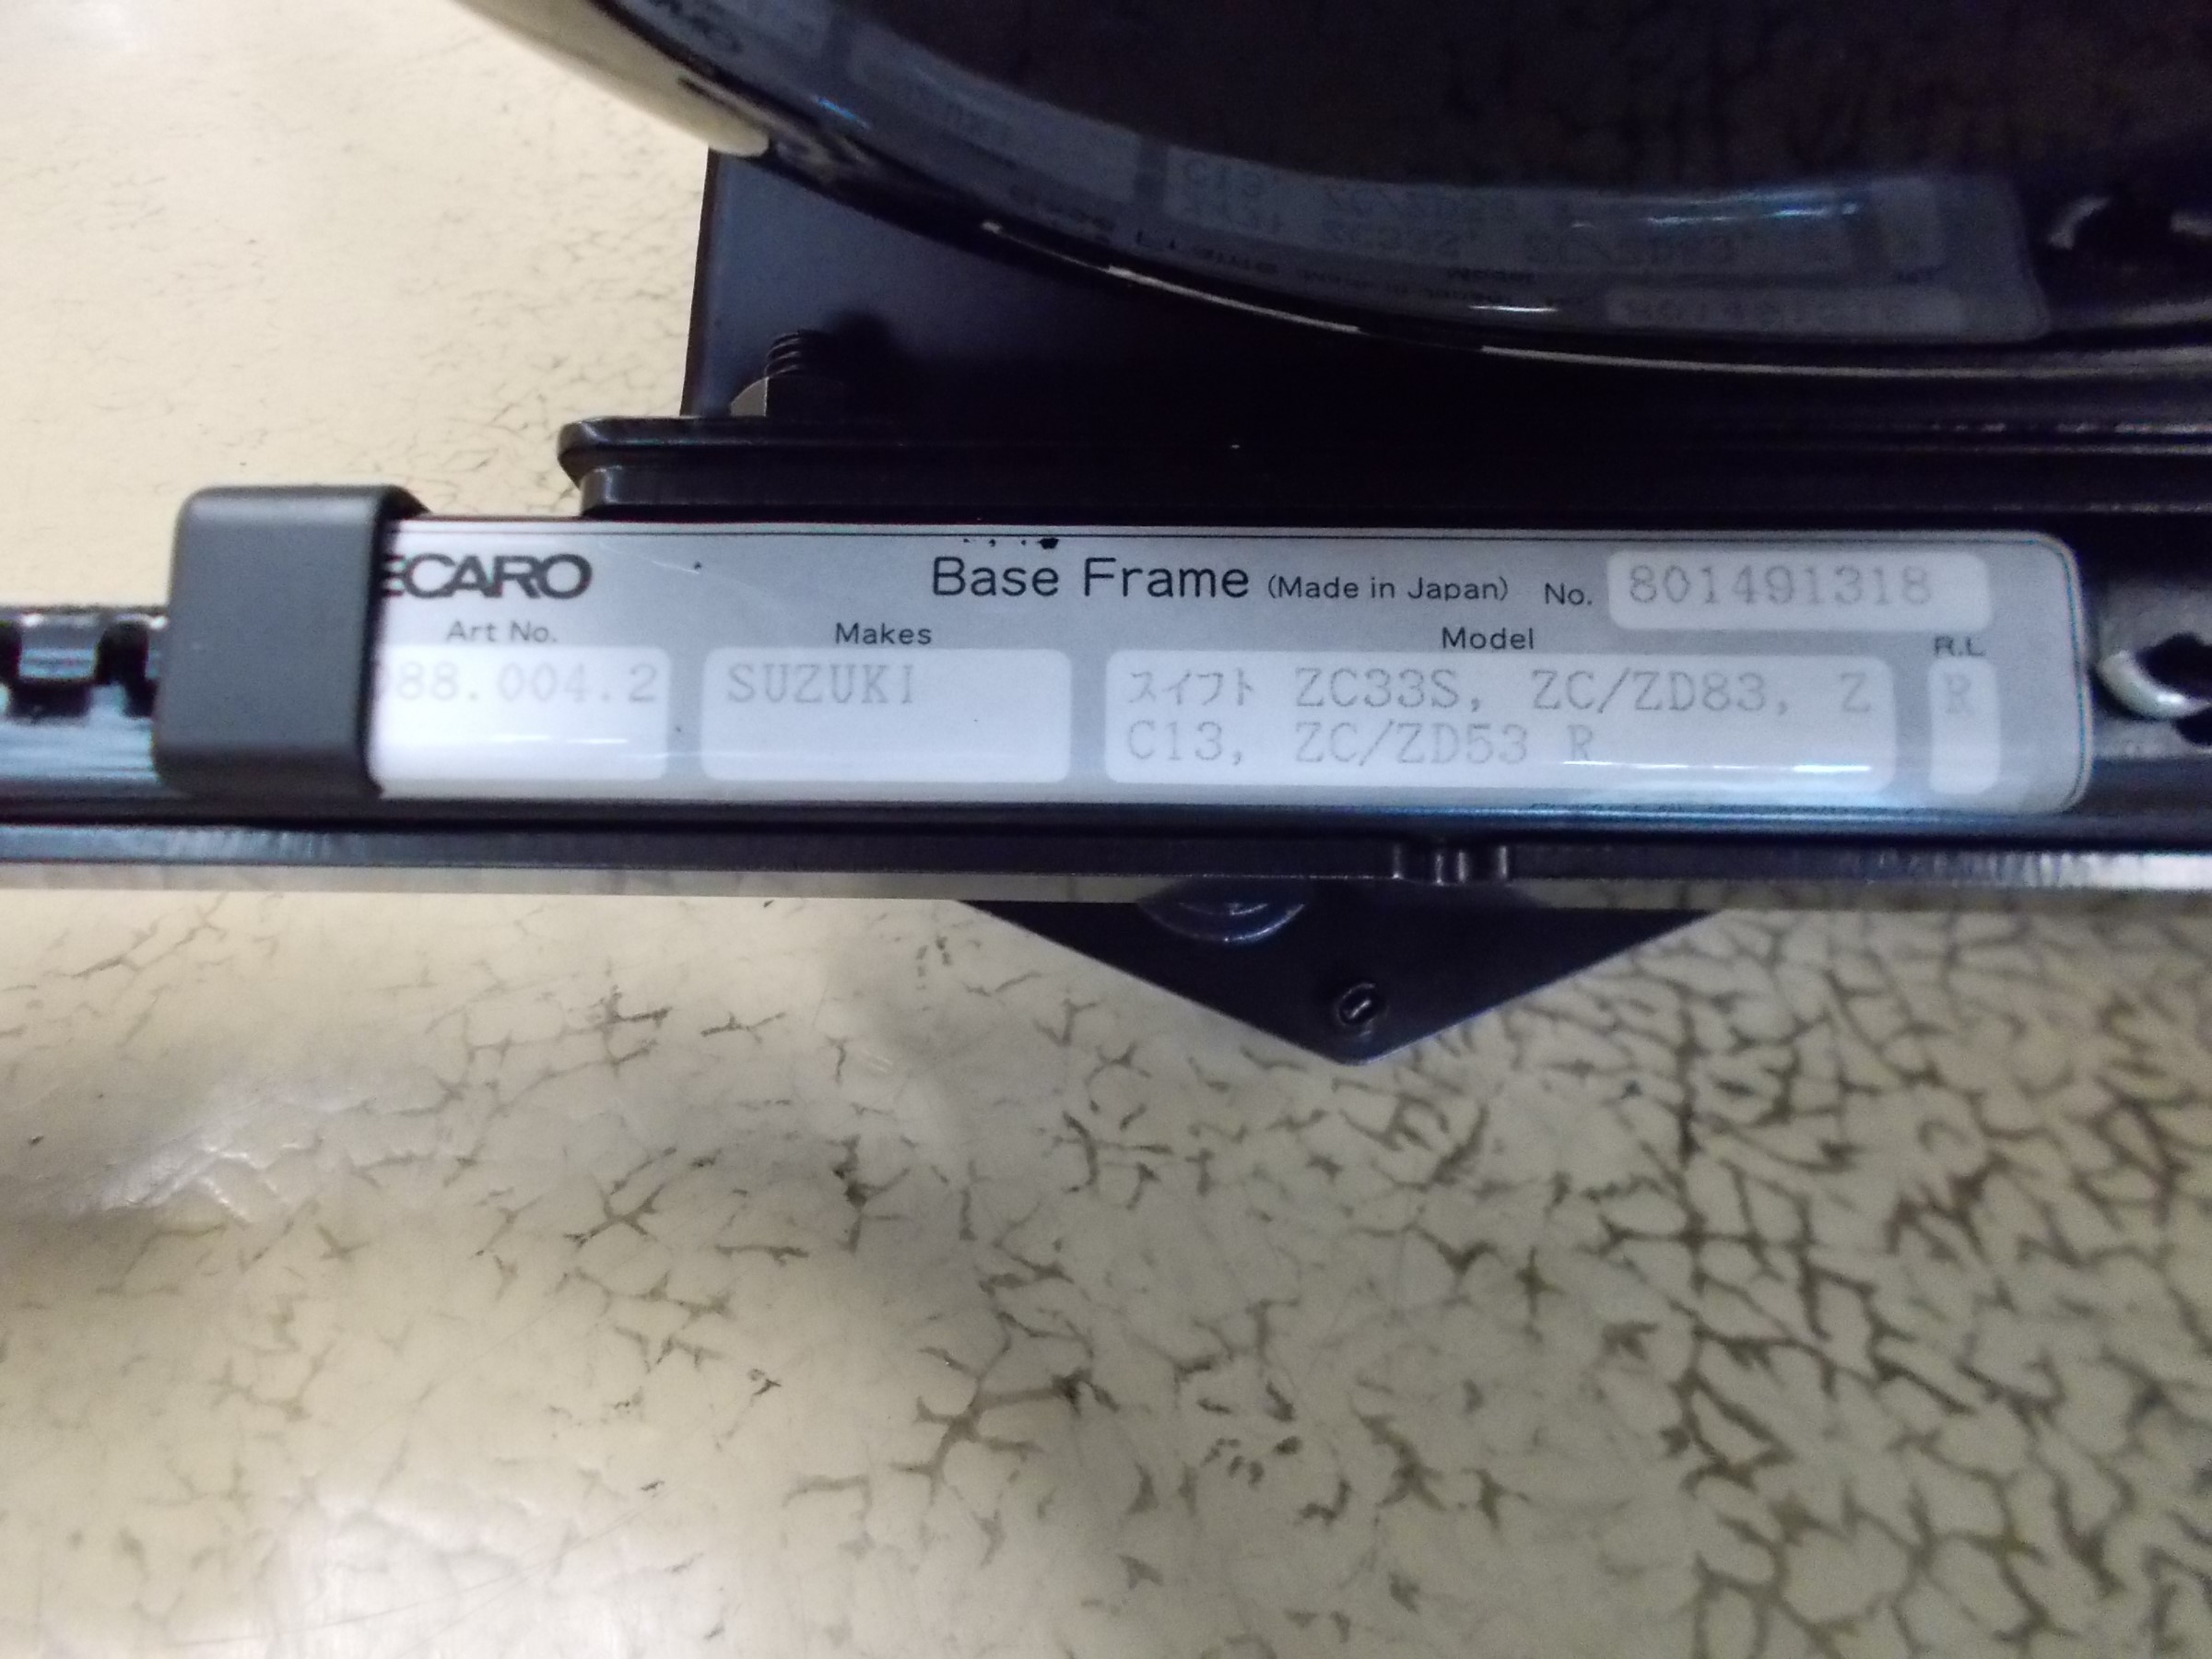 ECARO Base Frame (Made in Japan) No. 801491318
Art No. Makes Model R.L
88.004.2 SUZUKI スイフト ZC33S, ZC/ZD83, Z R
C13, ZC/ZD53 R